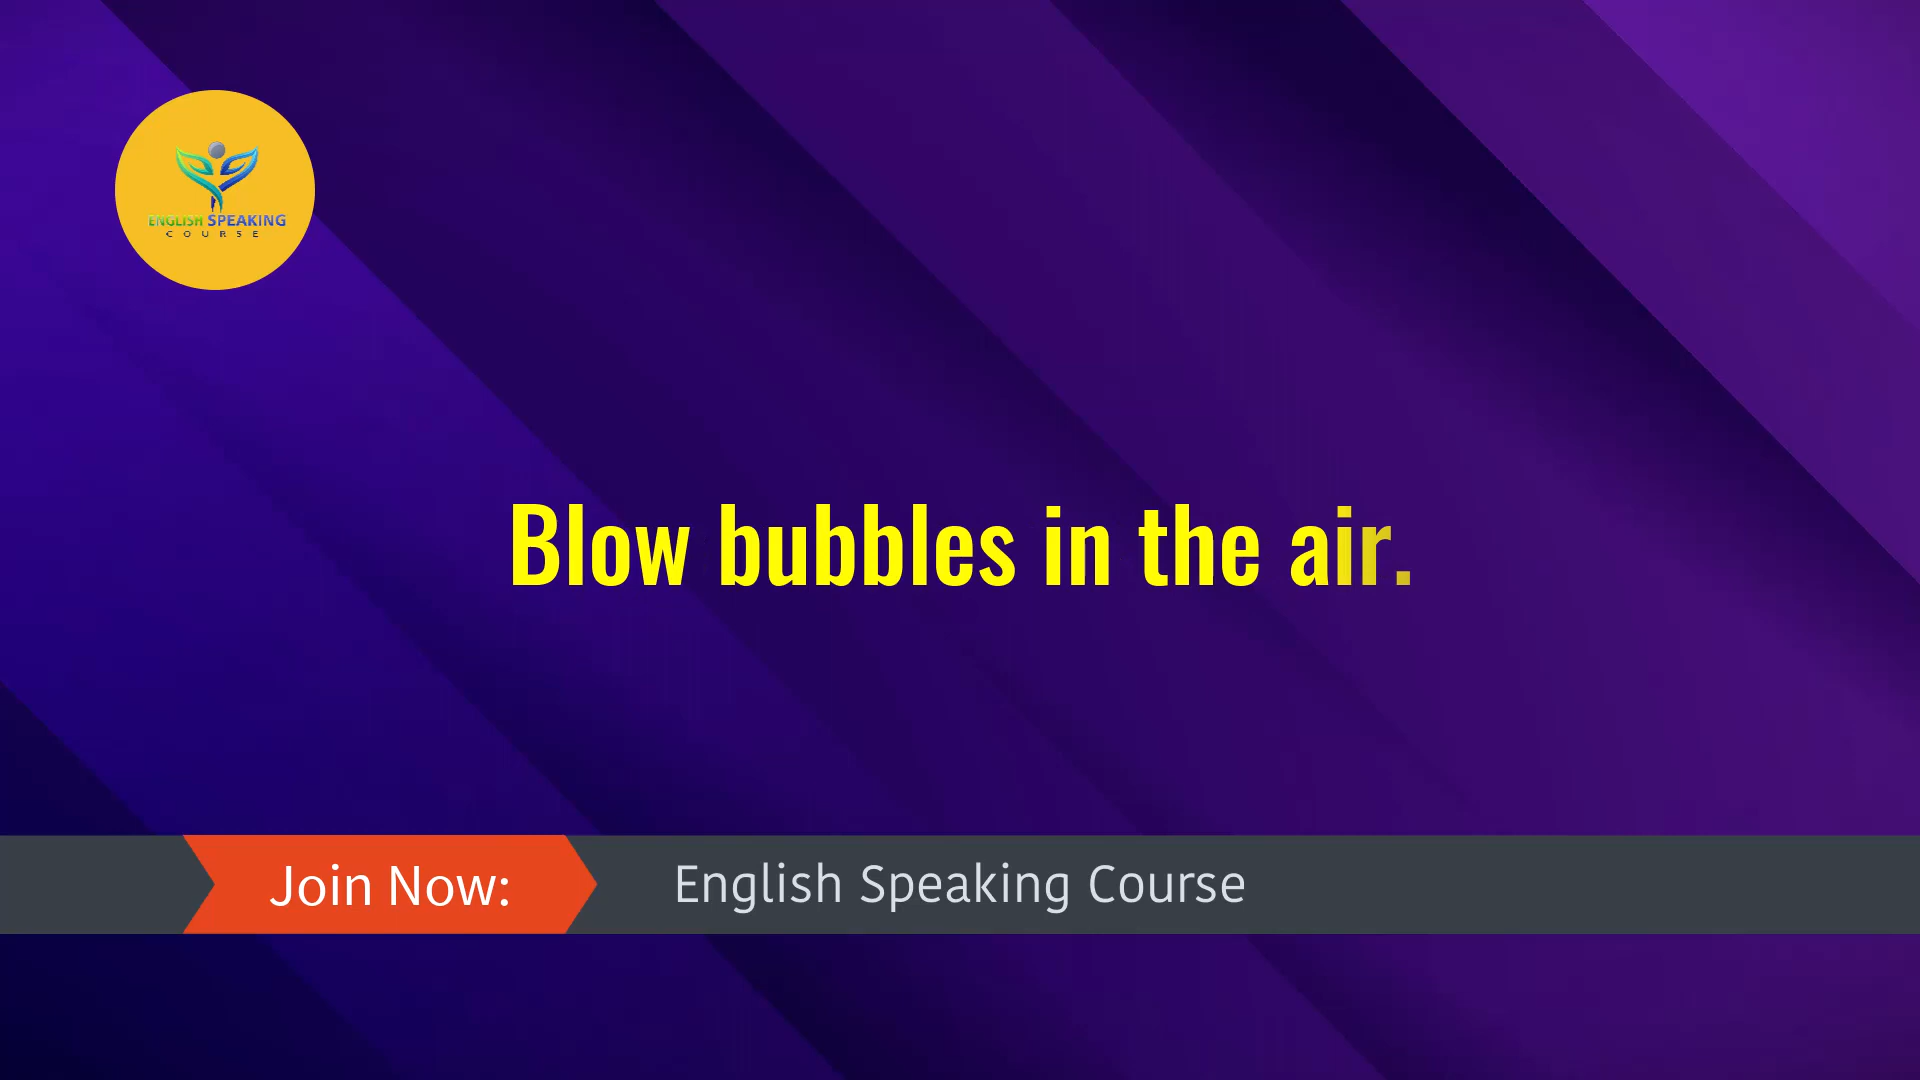 ENGLISH SPEAKING
COURSE
Blow bubbles in the air.
Join Now:
English Speaking Course